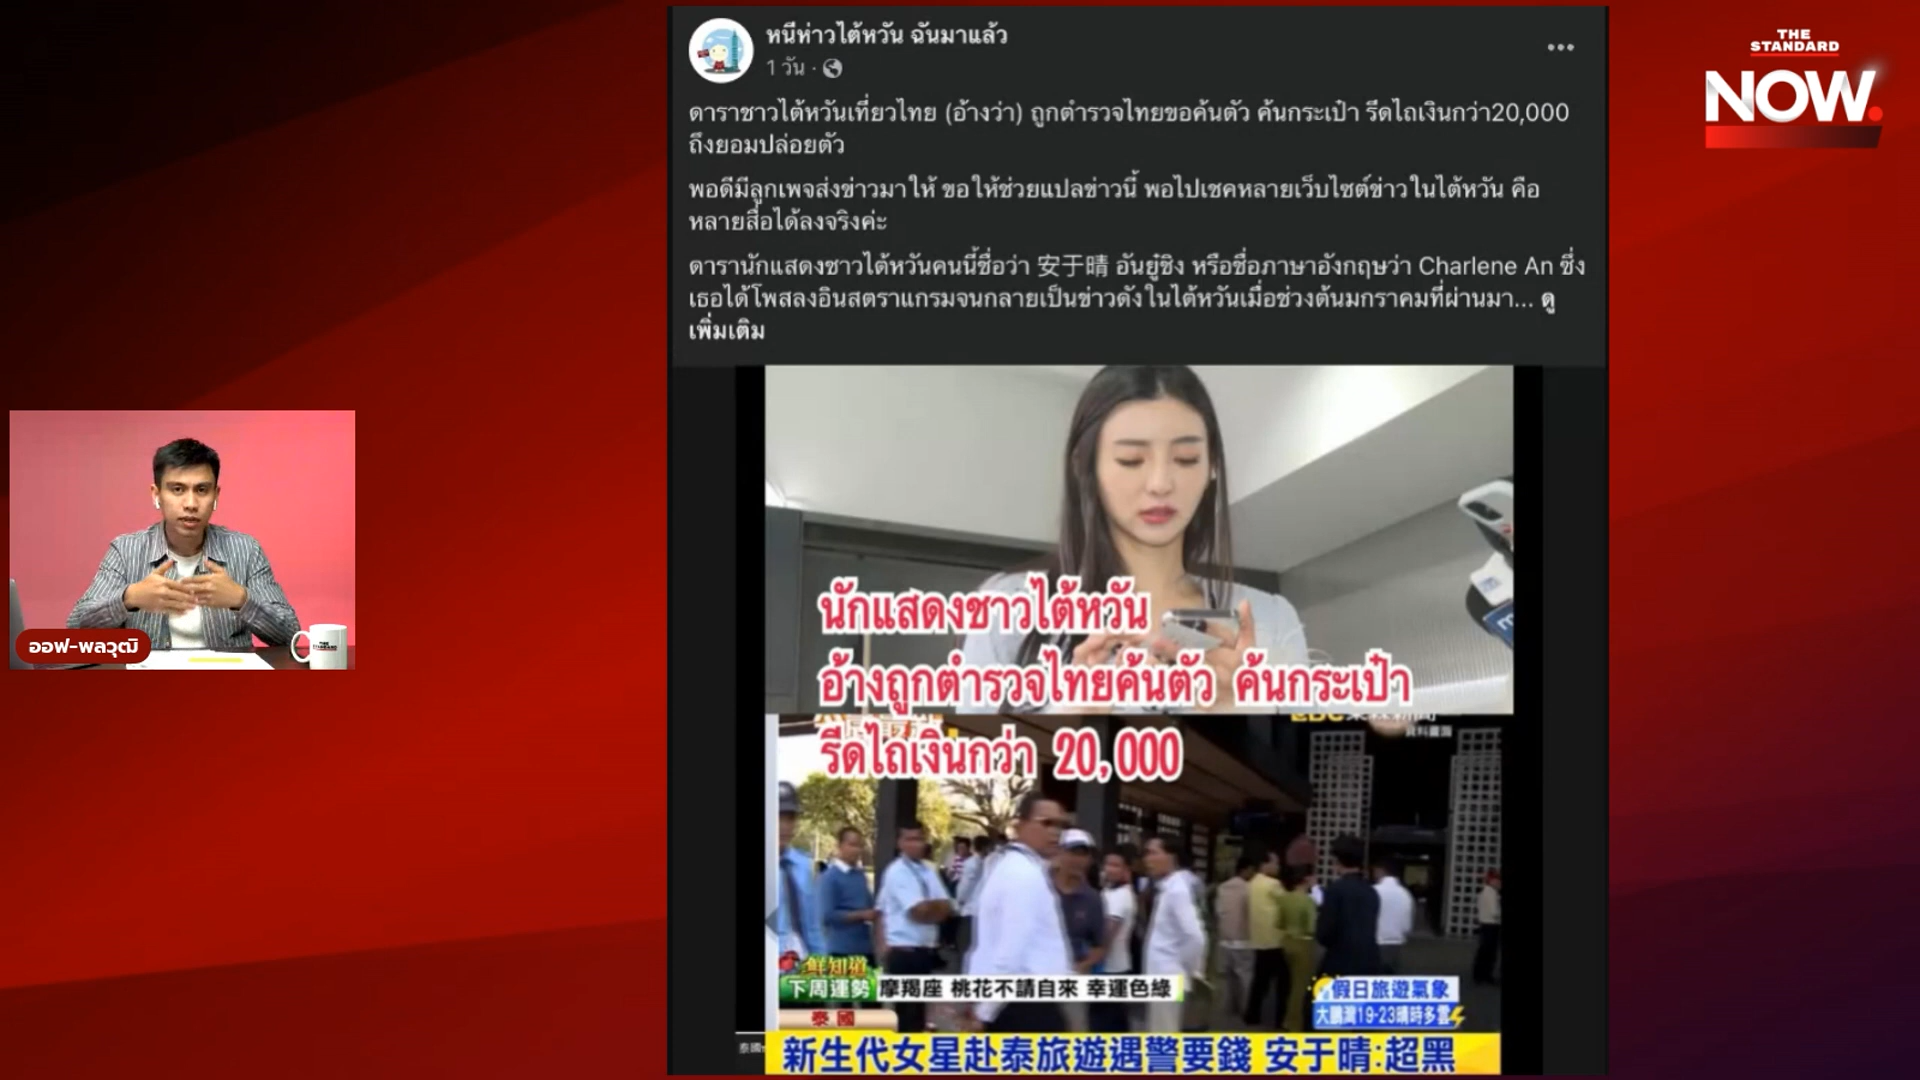 หนีห่าวไต้หวัน ฉันมาแล้ว
1 วัน ·
ดาราชาวไต้หวันเที่ยวไทย (อ้างว่า) ถูกตำรวจไทยขอค้นตัว ค้นกระเป๋า รีดไถเงินกว่า20,000
ถึงยอมปล่อยตัว
พอดีมีลูกเพจส่งข่าวมาให้ ขอให้ช่วยแปลข่าวนี้ พอไปเชคหลายเว็บไซต์ข่าวในไต้หวัน คือ
หลายสื่อได้ลงจริงค่ะ
ดารานักแสดงชาวไต้หวันคนนี้ชื่อว่า 安于晴 อันยู๋ชิง หรือชื่อภาษาอังกฤษว่า Charlene An ซึ่ง
เธอได้โพสลงอินสตราแกรมจนกลายเป็นข่าวดังในไต้หวันเมื่อช่วงต้นมกราคมที่ผ่านมา... ดู
เพิ่มเติม
THE
STANDARD
NOW.
นักแสดงชาวไต้หวัน
อ้างถูกตำรวจไทยค้นตัว ค้นกระเป๋า
รีดไถเงินกว่า 20,000
資料畫面
ออฟ-พลวุฒิ
THE
STANDARD
鮮知道
下周運勢 摩羯座 桃花不請自來 幸運色綠
假日旅遊氣象
大鵬灣19-23晴時多雲
泰國
新生代女星赴泰旅遊遇警要錢 安于晴:超黑